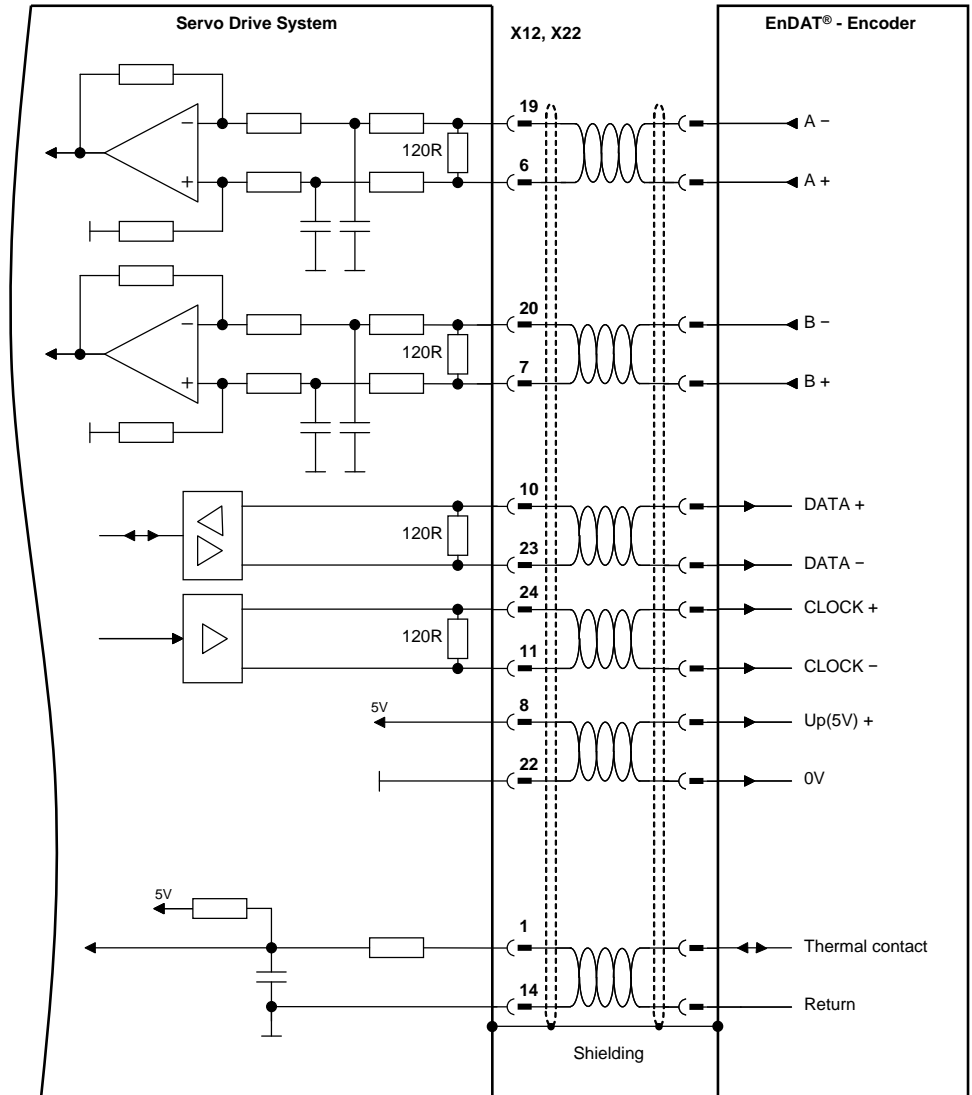 Servo Drive System
X12, X22
EnDAT® - Encoder
−
+
120R
19
6
A −
A +
−
+
120R
20
7
B −
B +
120R
10
23
DATA +
DATA −
120R
24
11
CLOCK +
CLOCK −
5V
8
22
Up(5V) +
0V
5V
1
14
Thermal contact
Return
Shielding